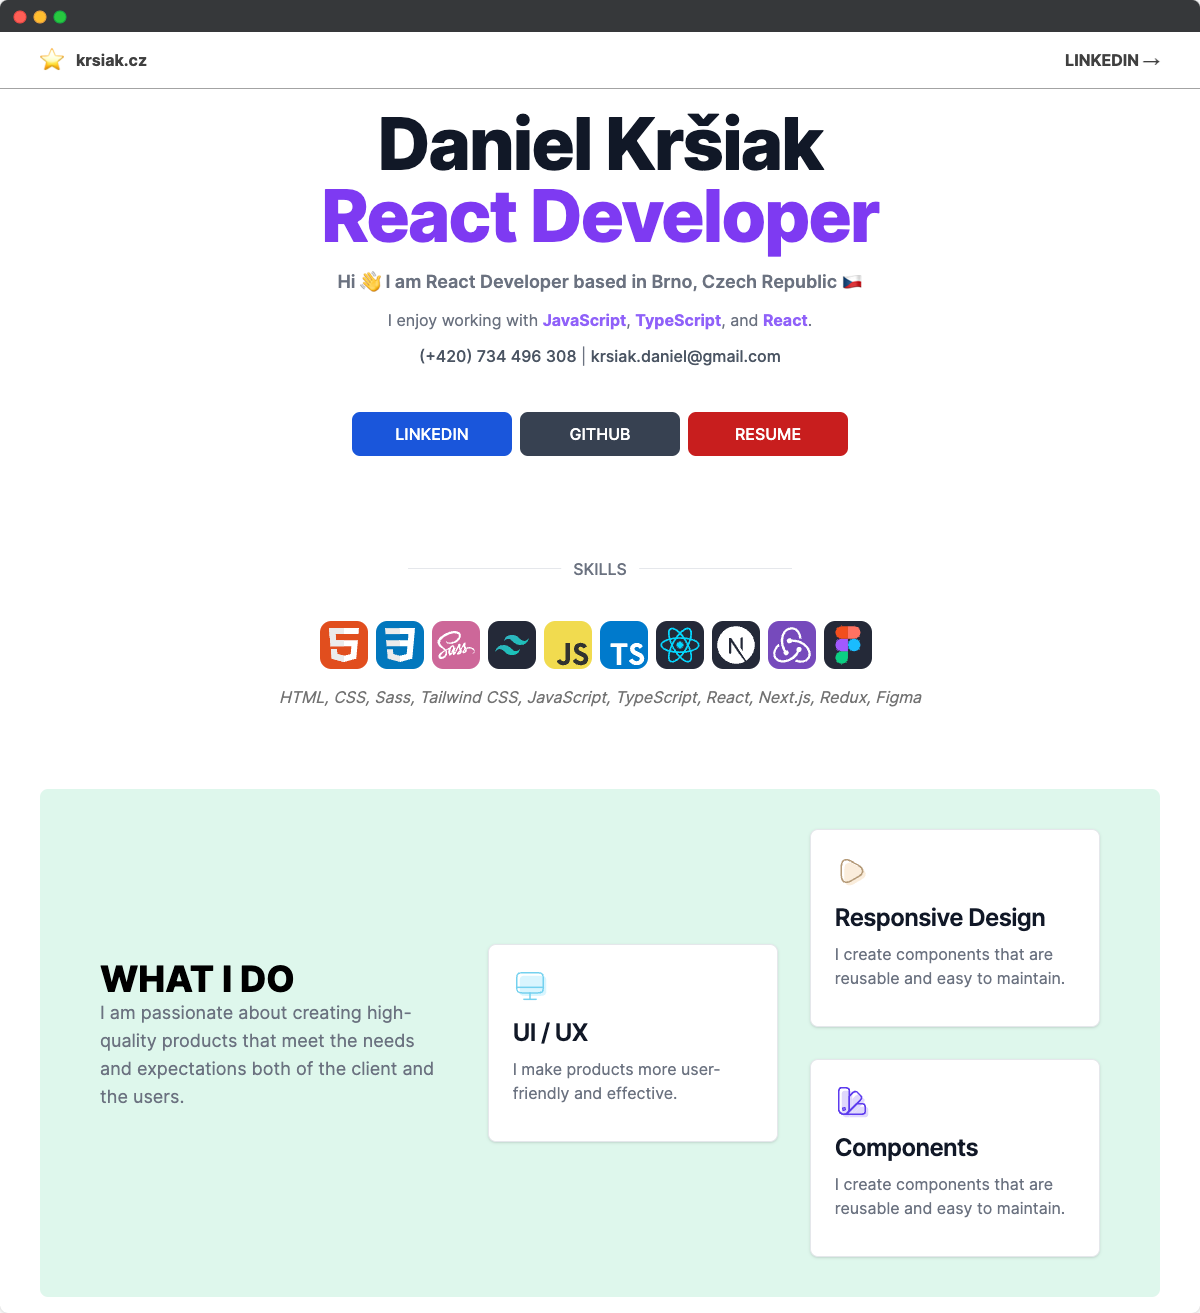 krsiak.cz
LINKEDIN →
Daniel Kršiak
React Developer
Hi 👋 I am React Developer based in Brno, Czech Republic 🇨🇿
I enjoy working with JavaScript, TypeScript, and React.
(+420) 734 496 308 | krsiak.daniel@gmail.com
LINKEDIN
GITHUB
RESUME
SKILLS
Sass
JS
TS
N
HTML, CSS, Sass, Tailwind CSS, JavaScript, TypeScript, React, Next.js, Redux, Figma
WHAT I DO
I am passionate about creating high-
quality products that meet the needs
and expectations both of the client and
the users.
UI / UX
I make products more user-
friendly and effective.
Responsive Design
I create components that are
reusable and easy to maintain.
Components
I create components that are
reusable and easy to maintain.